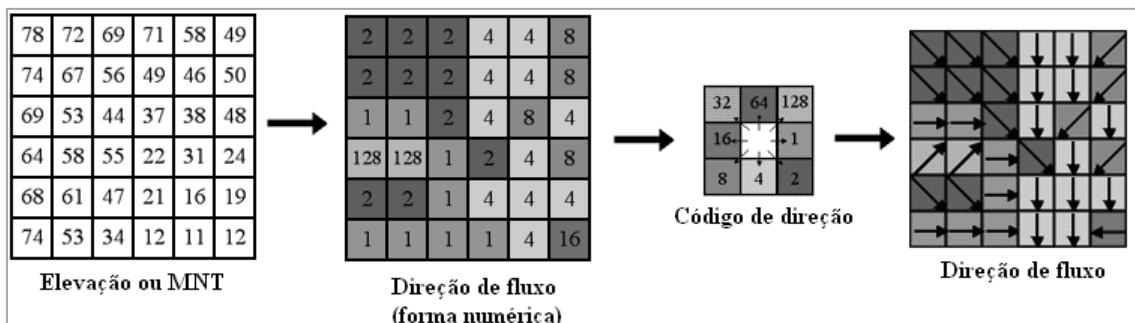 78 72 69 71 58 49
74 67 56 49 46 50
69 53 44 37 38 48
64 58 55 22 31 24
68 61 47 21 16 19
74 53 34 12 11 12
Elevação ou MNT
2 2 2 4 4 8
2 2 2 4 4 8
1 1 2 4 8 4
128 128 1 2 4 8
2 2 1 4 4 4
1 1 1 1 4 16
Direção de fluxo
(forma numérica)
32 64 128
16 1
8 4 2
Código de direção
Direção de fluxo